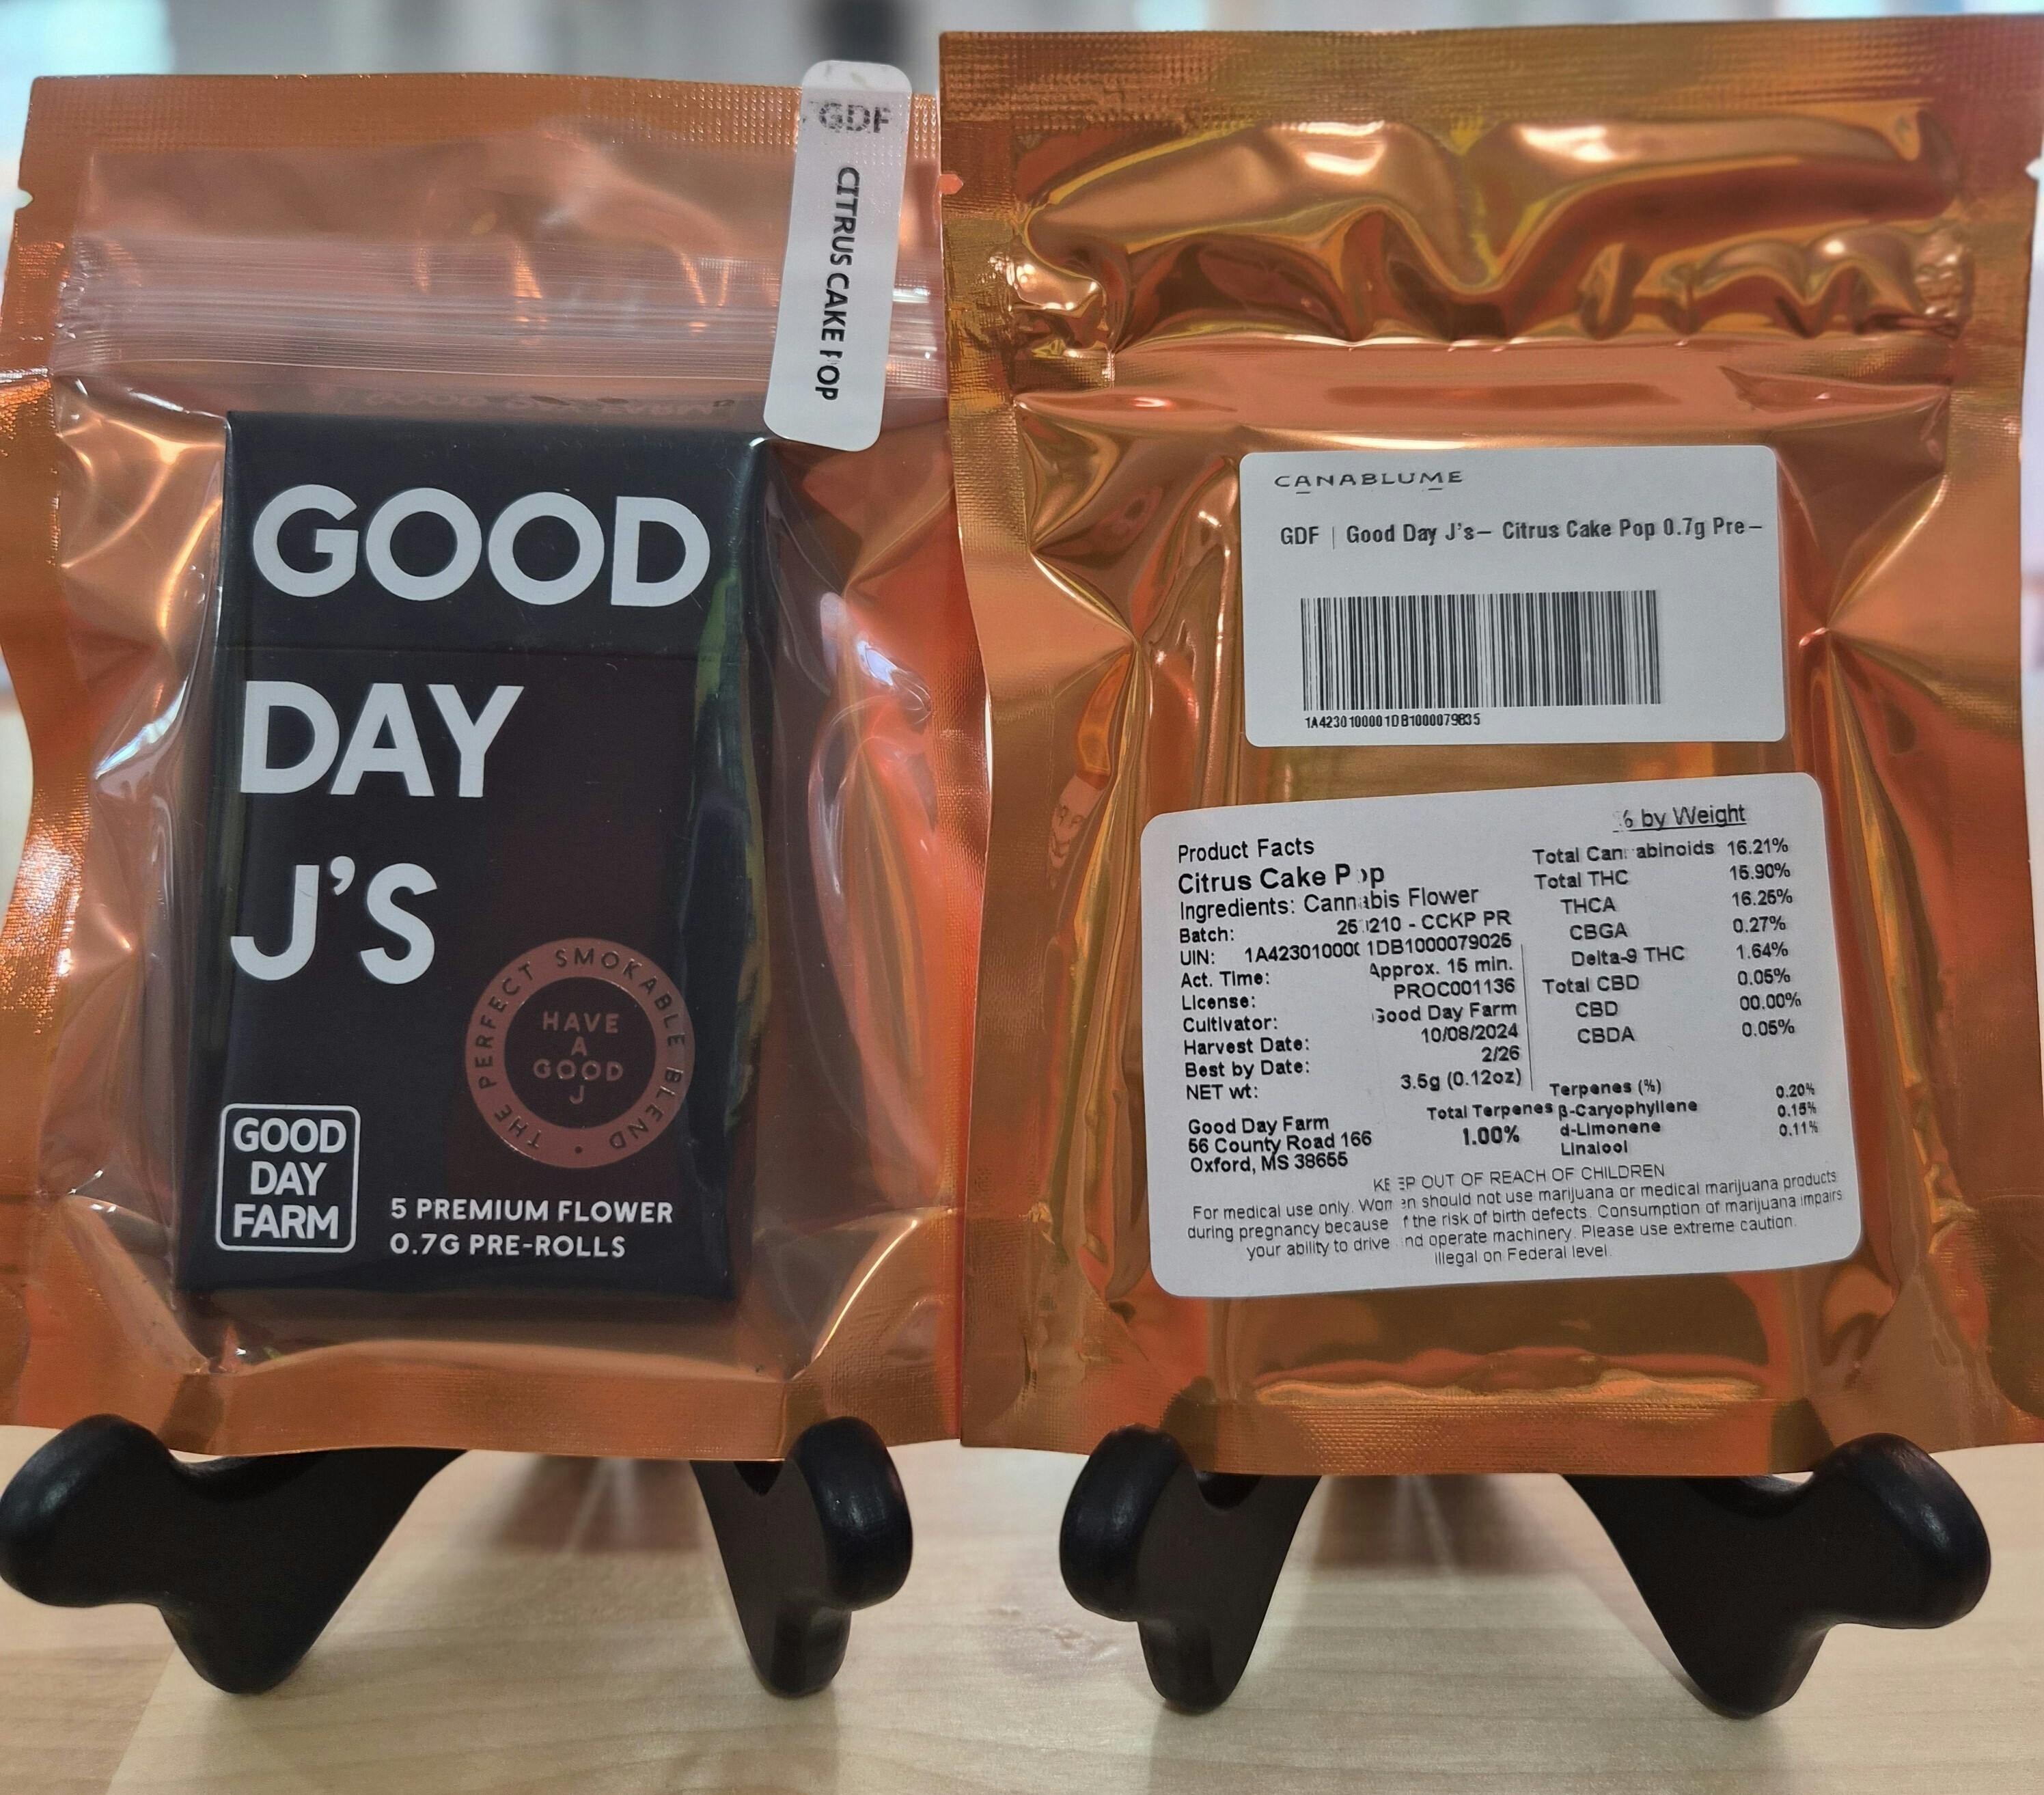 GDF
CITRUS CAKE POP
GOOD
DAY
J'S
THE PERFECT SMOKABLE BLEND •
HAVE
A
GOOD
J
GOOD
DAY
FARM
5 PREMIUM FLOWER
0.7G PRE-ROLLS
CANABLUME
GDF | Good Day J's– Citrus Cake Pop 0.7g Pre–
1A4230100001DB1000079835
Product Facts
Citrus Cake Pop
Ingredients: Cannabis Flower
Batch: 250210 - CCKP PR
UIN: 1A4230100001DB1000079026
Act. Time: Approx. 15 min.
License: PROC001136
Cultivator: Good Day Farm
Harvest Date: 10/08/2024
Best by Date: 2/26
NET wt: 3.5g (0.12oz)
Good Day Farm
56 County Road 166
Oxford, MS 38655
% by Weight
Total Cannabinoids 16.21%
Total THC 15.90%
THCA 16.25%
CBGA 0.27%
Delta-9 THC 1.64%
Total CBD 0.05%
CBD 00.00%
CBDA 0.05%
Total Terpenes
1.00%
Terpenes (%)
β-Caryophyllene 0.20%
d-Limonene 0.15%
Linalool 0.11%
KEEP OUT OF REACH OF CHILDREN
For medical use only. Women should not use marijuana or medical marijuana products
during pregnancy because of the risk of birth defects. Consumption of marijuana impairs
your ability to drive and operate machinery. Please use extreme caution.
Illegal on Federal level.